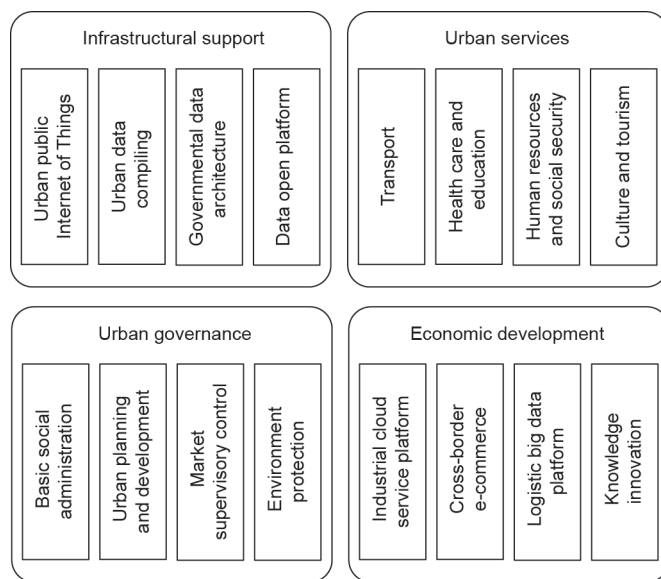 Infrastructural support
Urban public
Internet of Things
Urban data
compiling
Governmental data
architecture
Data open platform
Urban services
Transport
Health care and
education
Human resources
and social security
Culture and tourism
Urban governance
Basic social
administration
Urban planning
and development
Market
supervisory control
Environment
protection
Economic development
Industrial cloud
service platform
Cross-border
e-commerce
Logistic big data
platform
Knowledge
innovation